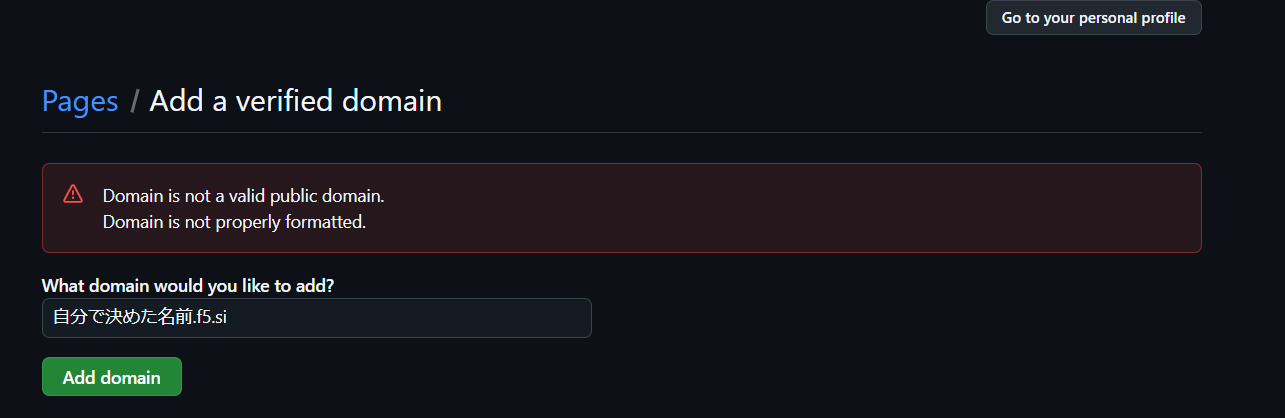 Go to your personal profile
Pages / Add a verified domain
Domain is not a valid public domain.
Domain is not properly formatted.
What domain would you like to add?
自分で決めた名前.f5.si
Add domain